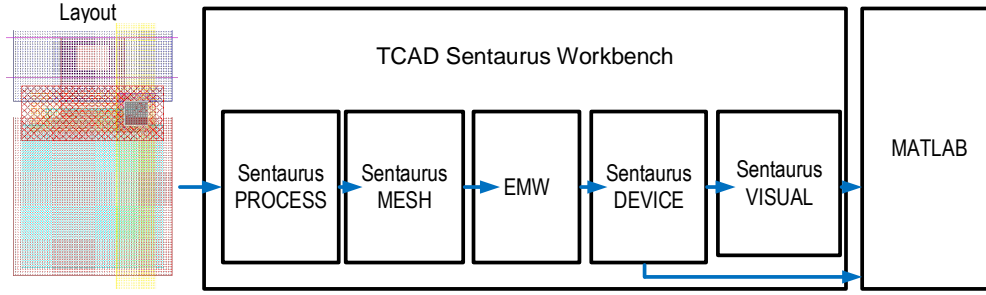 Layout
TCAD Sentaurus Workbench
Sentaurus
PROCESS
Sentaurus
MESH
EMW
Sentaurus
DEVICE
Sentaurus
VISUAL
MATLAB